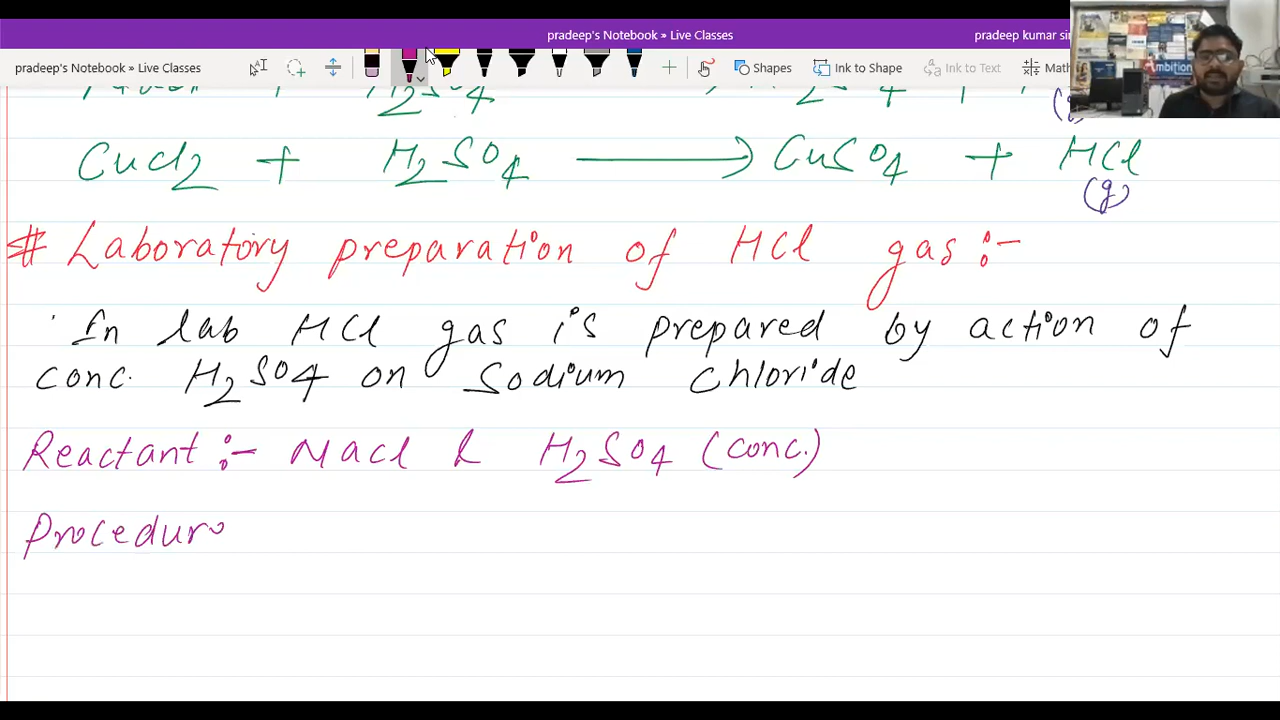 pradeep's Notebook » Live Classes
pradeep kumar si
pradeep's Notebook » Live Classes
Shapes
Ink to Shape
Ink to Text
Math
Ambition
H2SO4
CuCl2 + H2SO4 ⟶ CuSO4 + HCl
(g)
# Laboratory preparation of HCl gas :-
In lab HCl gas is prepared by action of
conc. H2SO4 on Sodium chloride
Reactant :- NaCl & H2SO4 (conc.)
Procedure